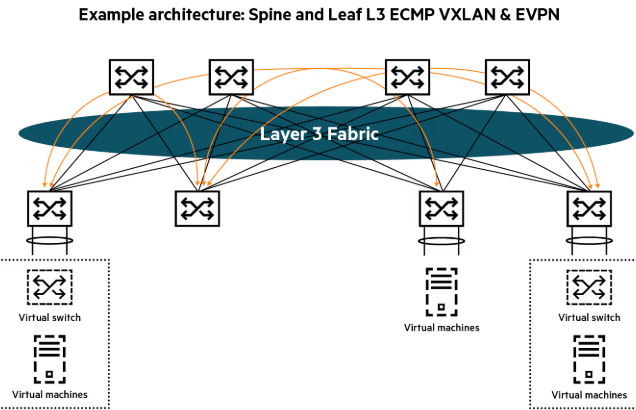 Example architecture: Spine and Leaf L3 ECMP VXLAN & EVPN
Layer 3 Fabric
Virtual switch
Virtual machines
Virtual machines
Virtual switch
Virtual machines